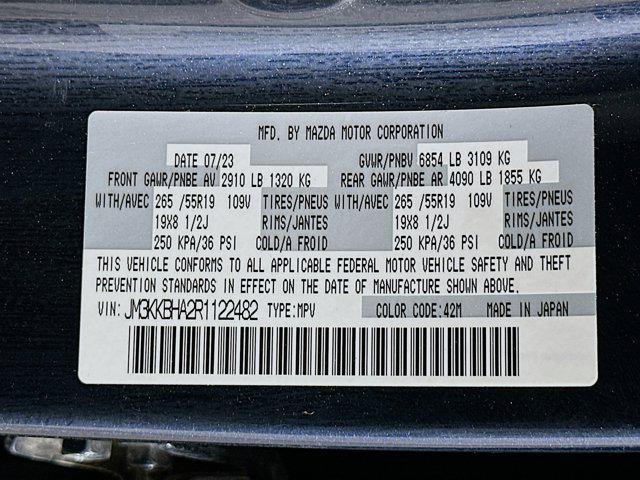 MFD. BY MAZDA MOTOR CORPORATION
DATE 07/23 GVWR/PNBV 6854 LB 3109 KG
FRONT GAWR/PNBE AV 2910 LB 1320 KG REAR GAWR/PNBE AR 4090 LB 1855 KG
WITH/AVEC 265 /55R19 109V TIRES/PNEUS WITH/AVEC 265 /55R19 109V TIRES/PNEUS
19X8 1/2J RIMS/JANTES 19X8 1/2J RIMS/JANTES
250 KPA/36 PSI COLD/A FROID 250 KPA/36 PSI COLD/A FROID
THIS VEHICLE CONFORMS TO ALL APPLICABLE FEDERAL MOTOR VEHICLE SAFETY AND THEFT
PREVENTION STANDARDS IN EFFECT ON THE DATE OF MANUFACTURE SHOWN ABOVE.
VIN: JM3KKBHA2R1122482 TYPE:MPV COLOR CODE:42M MADE IN JAPAN